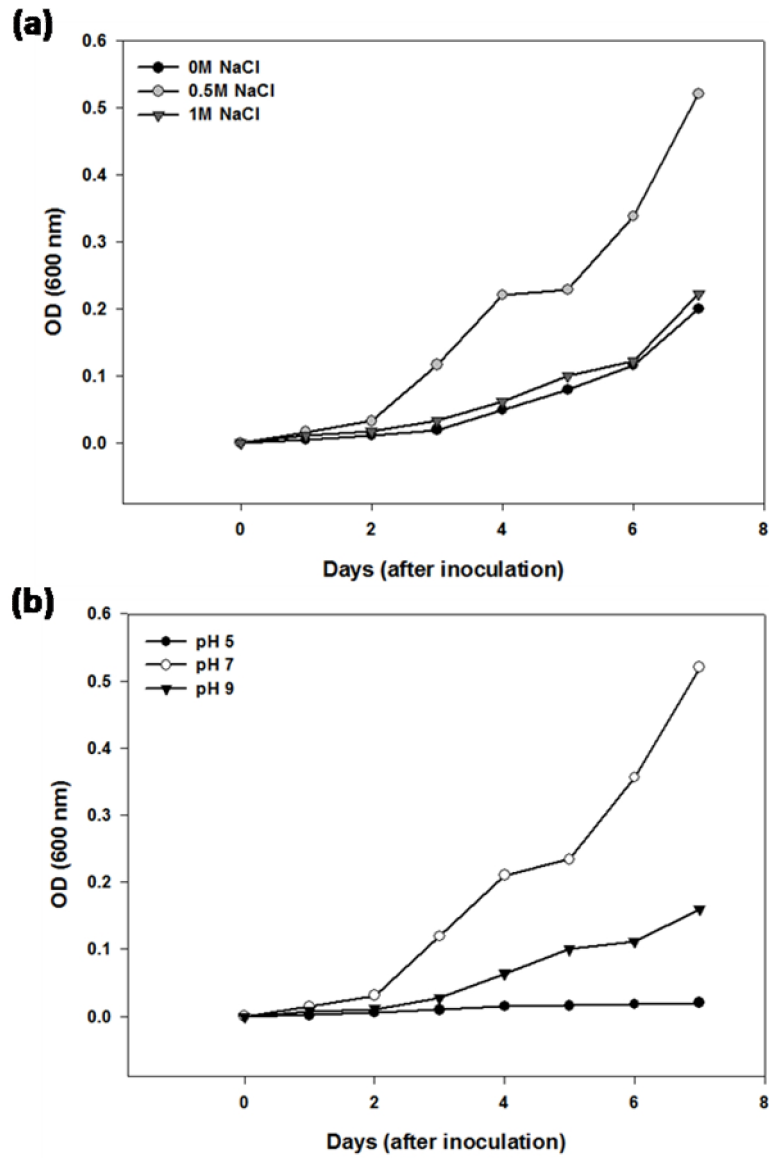 (a)
0.6
0.5
0.4
0.3
0.2
0.1
0.0
OD (600 nm)
0M NaCl
0.5M NaCl
1M NaCl
0 2 4 6 8
Days (after inoculation)
(b)
0.6
0.5
0.4
0.3
0.2
0.1
0.0
OD (600 nm)
pH 5
pH 7
pH 9
0 2 4 6 8
Days (after inoculation)